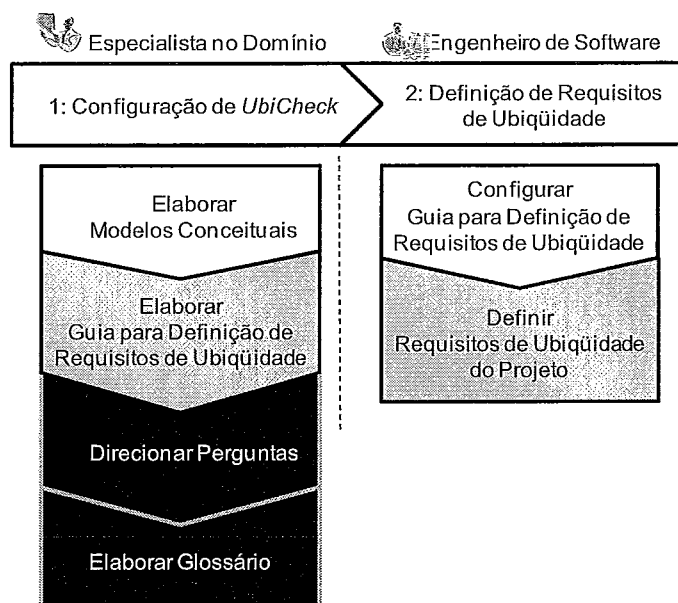 Especialista no Domínio
Engenheiro de Software
1: Configuração de UbiCheck
2: Definição de Requisitos
de Ubiqüidade
Elaborar
Modelos Conceituais
Elaborar
Guia para Definição de
Requisitos de Ubiqüidade
Direcionar Perguntas
Elaborar Glossário
Configurar
Guia para Definição de
Requisitos de Ubiqüidade
Definir
Requisitos de Ubiqüidade
do Projeto